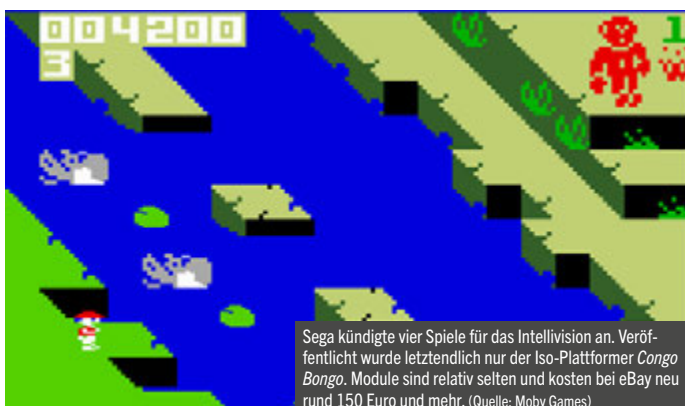 004200
3
1
Sega kündigte vier Spiele für das Intellivision an. Veröf-
fentlicht wurde letztendlich nur der Iso-Plattformer Congo
Bongo. Module sind relativ selten und kosten bei eBay neu
rund 150 Euro und mehr. (Quelle: Moby Games)